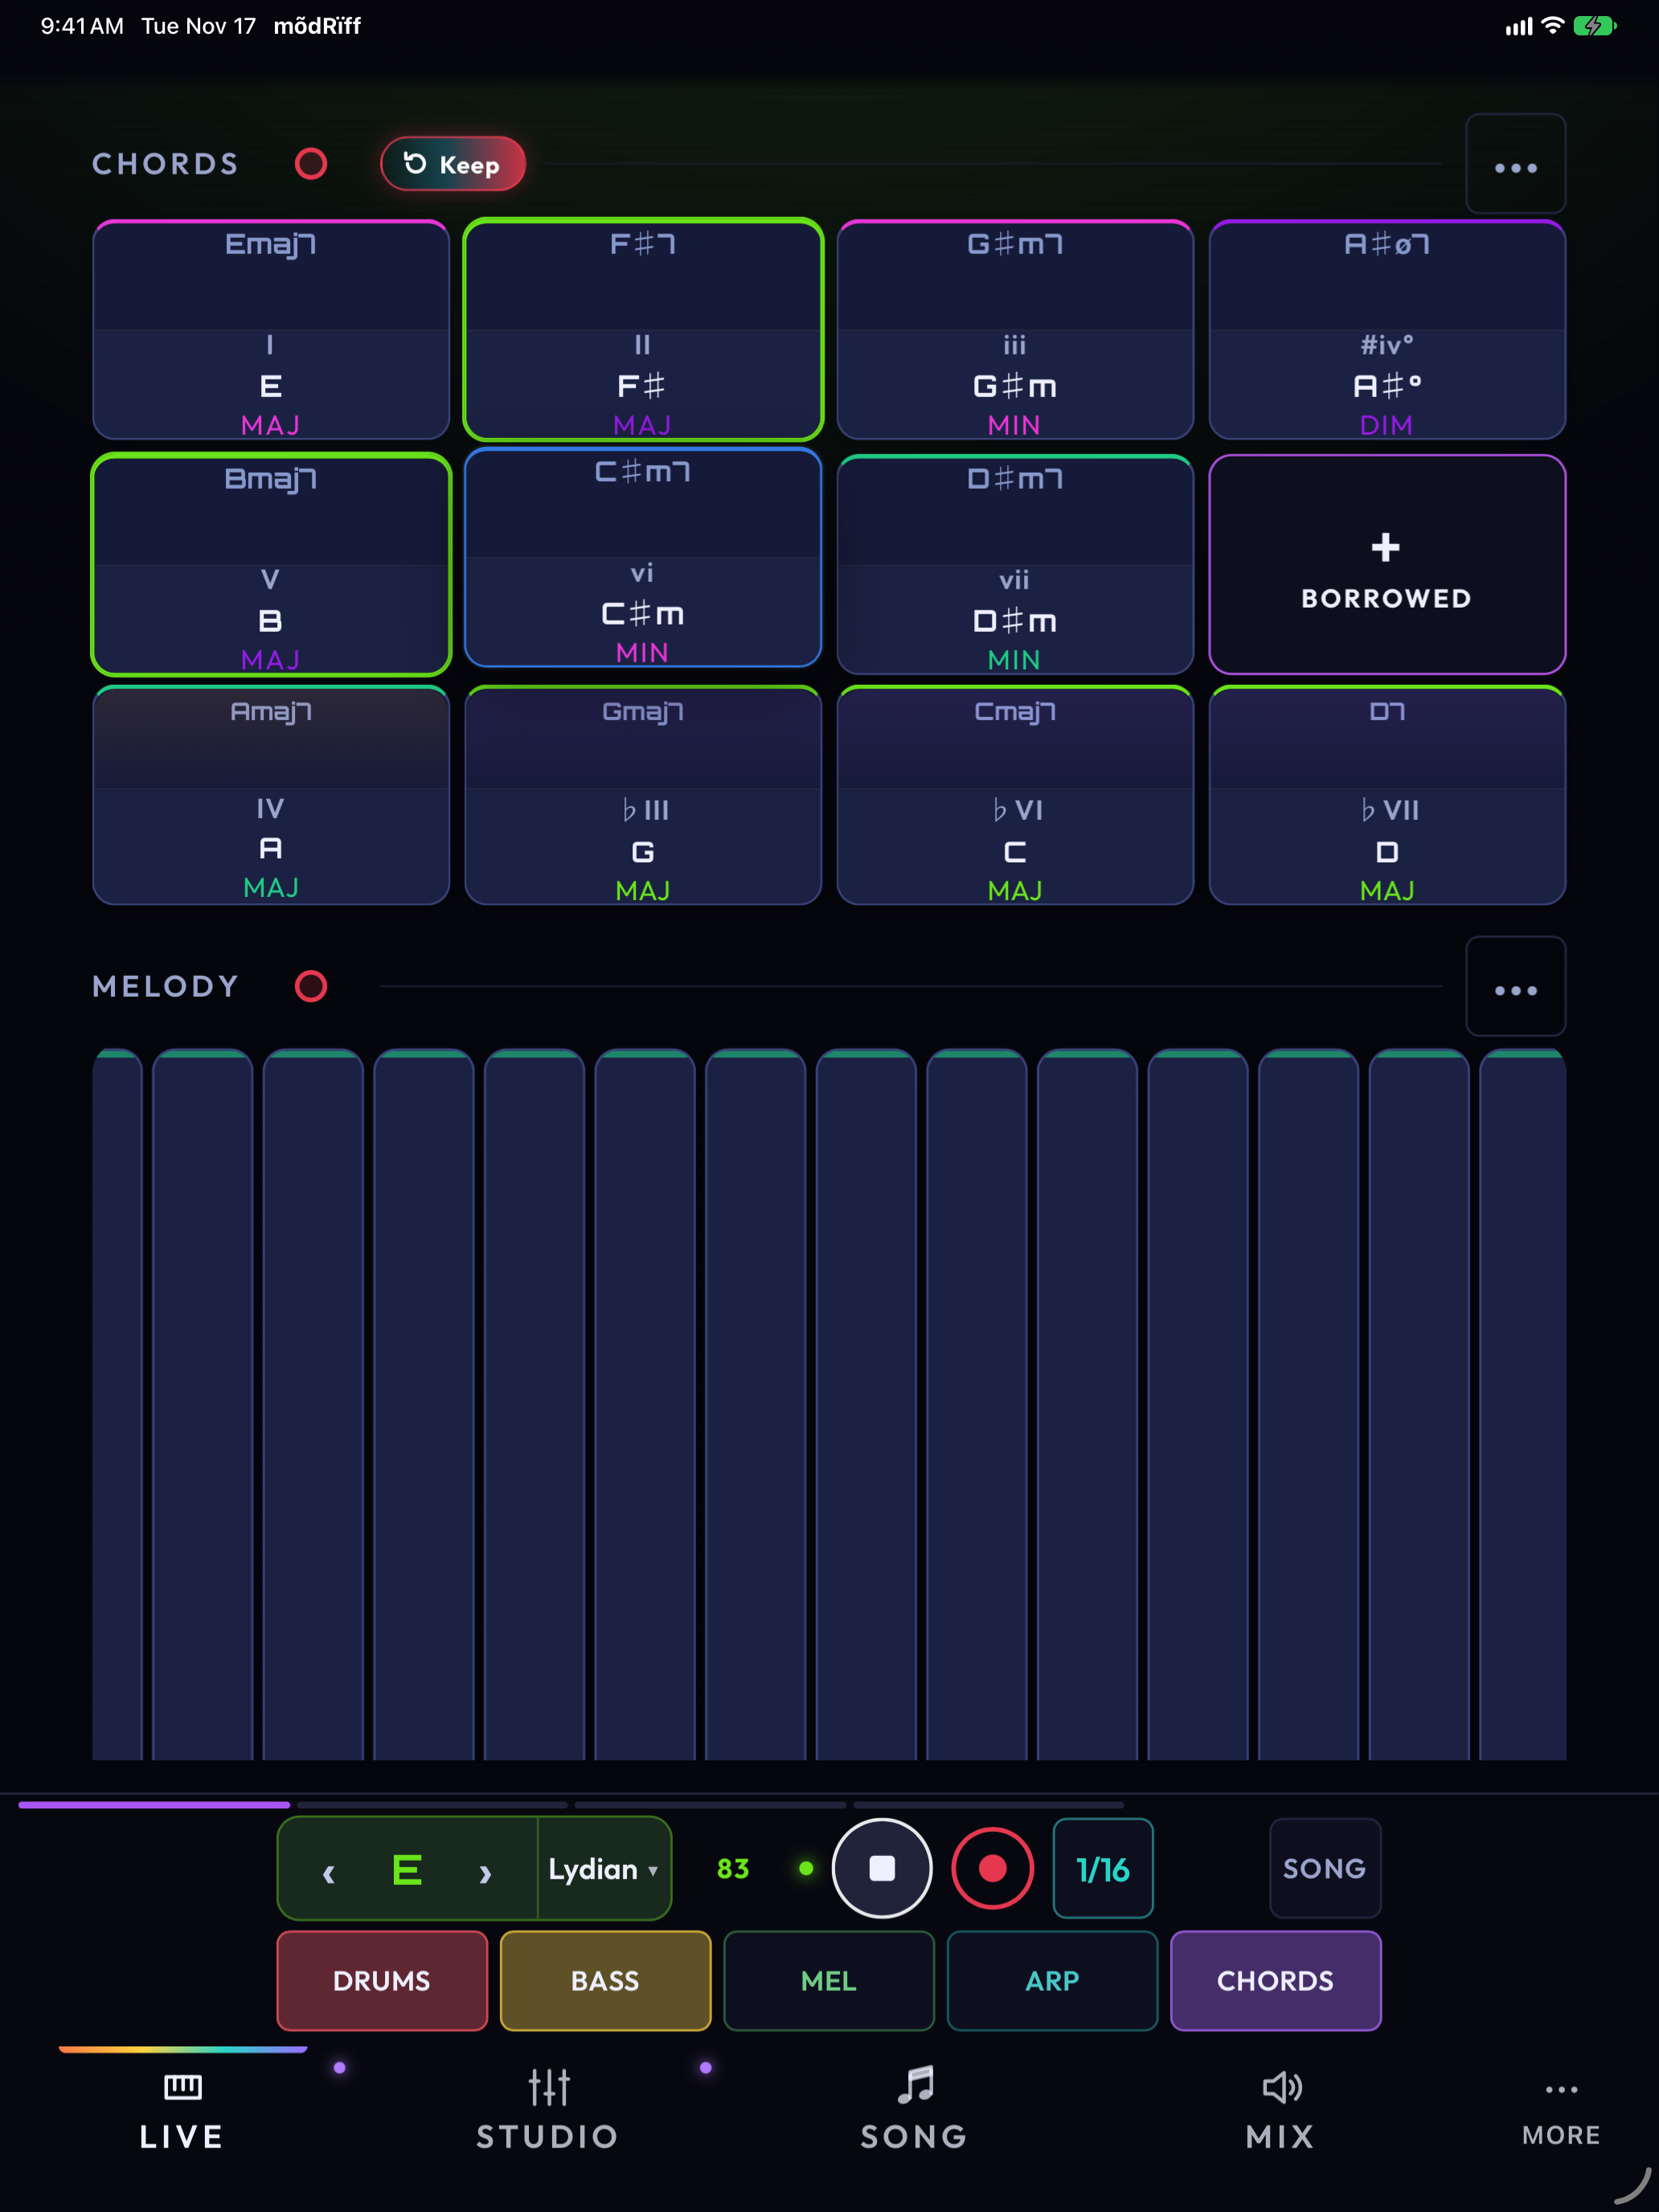 9:41 AM Tue Nov 17 mõdRïff
CHORDS Keep
Emaj7 F♯7 G♯m7 A♯ø7
I II iii #iv°
E F♯ G♯m A♯°
MAJ MAJ MIN DIM
Bmaj7 C♯m7 D♯m7
V vi vii + BORROWED
B C♯m D♯m
MAJ MIN MIN
Amaj7 Gmaj7 Cmaj7 D7
IV ♭III ♭VI ♭VII
A G C D
MAJ MAJ MAJ MAJ
MELODY
‹ E › Lydian ▾ 83 1/16 SONG
DRUMS BASS MEL ARP CHORDS
LIVE STUDIO SONG MIX MORE